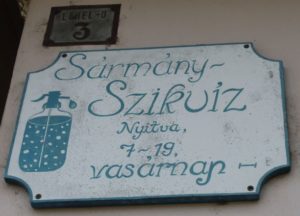 3
Sármány-
Szikvíz
Nyitva,
7-19,
vasárnap